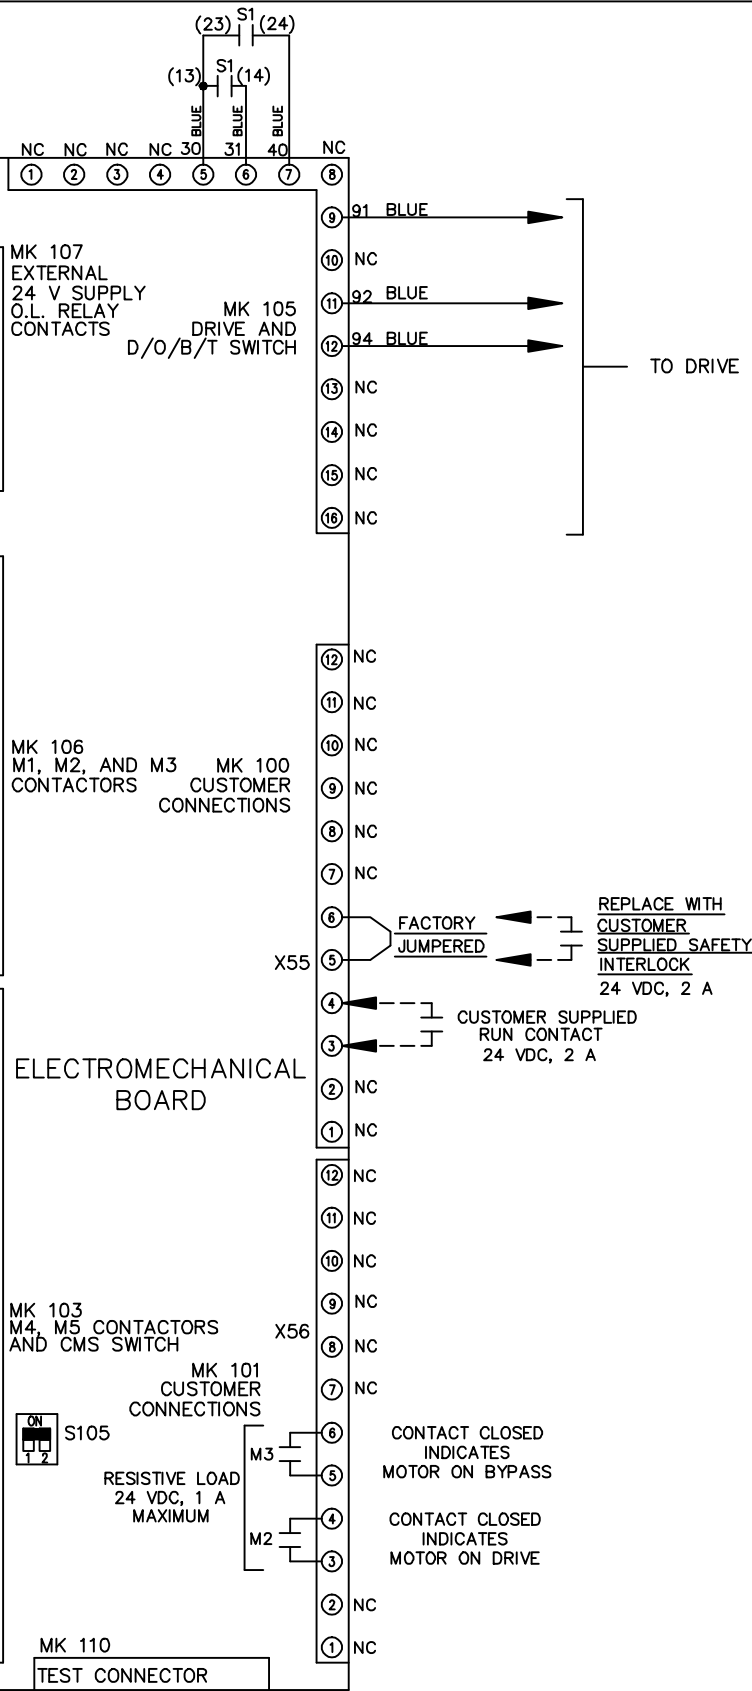 S1
(23) (24)
S1
(13) (14)
BLUE BLUE BLUE
NC NC NC NC 30 31 40 NC
1 2 3 4 5 6 7 8
9 91 BLUE
MK 107
EXTERNAL
24 V SUPPLY
O.L. RELAY
CONTACTS
10 NC
MK 105
DRIVE AND
D/O/B/T SWITCH
11 92 BLUE
12 94 BLUE
TO DRIVE
13 NC
14 NC
15 NC
16 NC
12 NC
11 NC
MK 106
M1, M2, AND M3
CONTACTORS
MK 100
CUSTOMER
CONNECTIONS
10 NC
9 NC
8 NC
7 NC
6
FACTORY
JUMPERED
REPLACE WITH
CUSTOMER
SUPPLIED SAFETY
INTERLOCK
24 VDC, 2 A
X55
5
4
CUSTOMER SUPPLIED
RUN CONTACT
24 VDC, 2 A
3
ELECTROMECHANICAL
BOARD
2 NC
1 NC
12 NC
11 NC
10 NC
9 NC
MK 103
M4, M5 CONTACTORS
AND CMS SWITCH
X56
8 NC
MK 101
CUSTOMER
CONNECTIONS
7 NC
ON
1 2
S105
6
M3
5
CONTACT CLOSED
INDICATES
MOTOR ON BYPASS
RESISTIVE LOAD
24 VDC, 1 A
MAXIMUM
4
M2
3
CONTACT CLOSED
INDICATES
MOTOR ON DRIVE
2 NC
1 NC
MK 110
TEST CONNECTOR